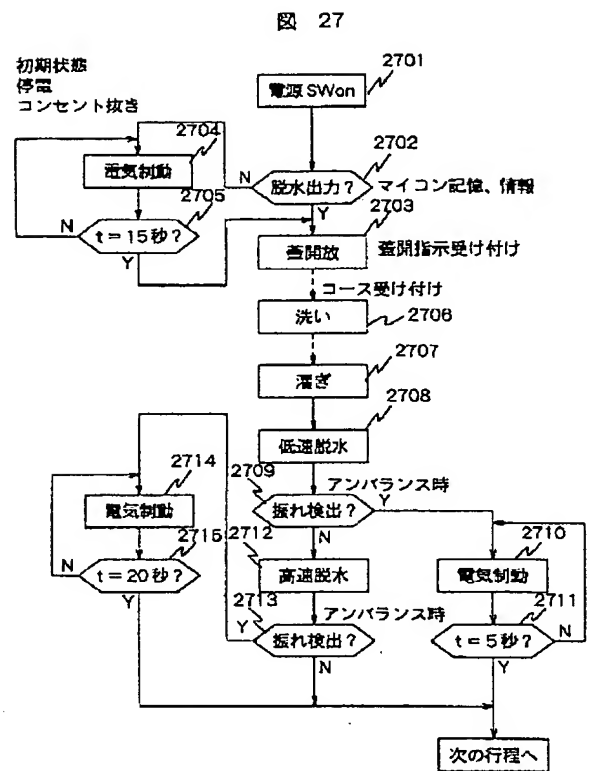 図 27
初期状態
停電
コンセント抜き
2701
電源SWon
2704
電気制動
2702
N
脱水出力?
マイコン記憶、情報
2705
Y
2703
N
t=15秒?
蓋開放
蓋開指示受け付け
Y
コース受け付け
洗い
2706
2707
濯ぎ
2708
低速脱水
2714
2709
アンバランス時
電気制動
振れ検出?
Y
2715
2712
N
2710
N
t=20秒?
高速脱水
電気制動
Y
2713
アンバランス時
2711
Y
振れ検出?
t=5秒?
N
N
Y
次の行程へ